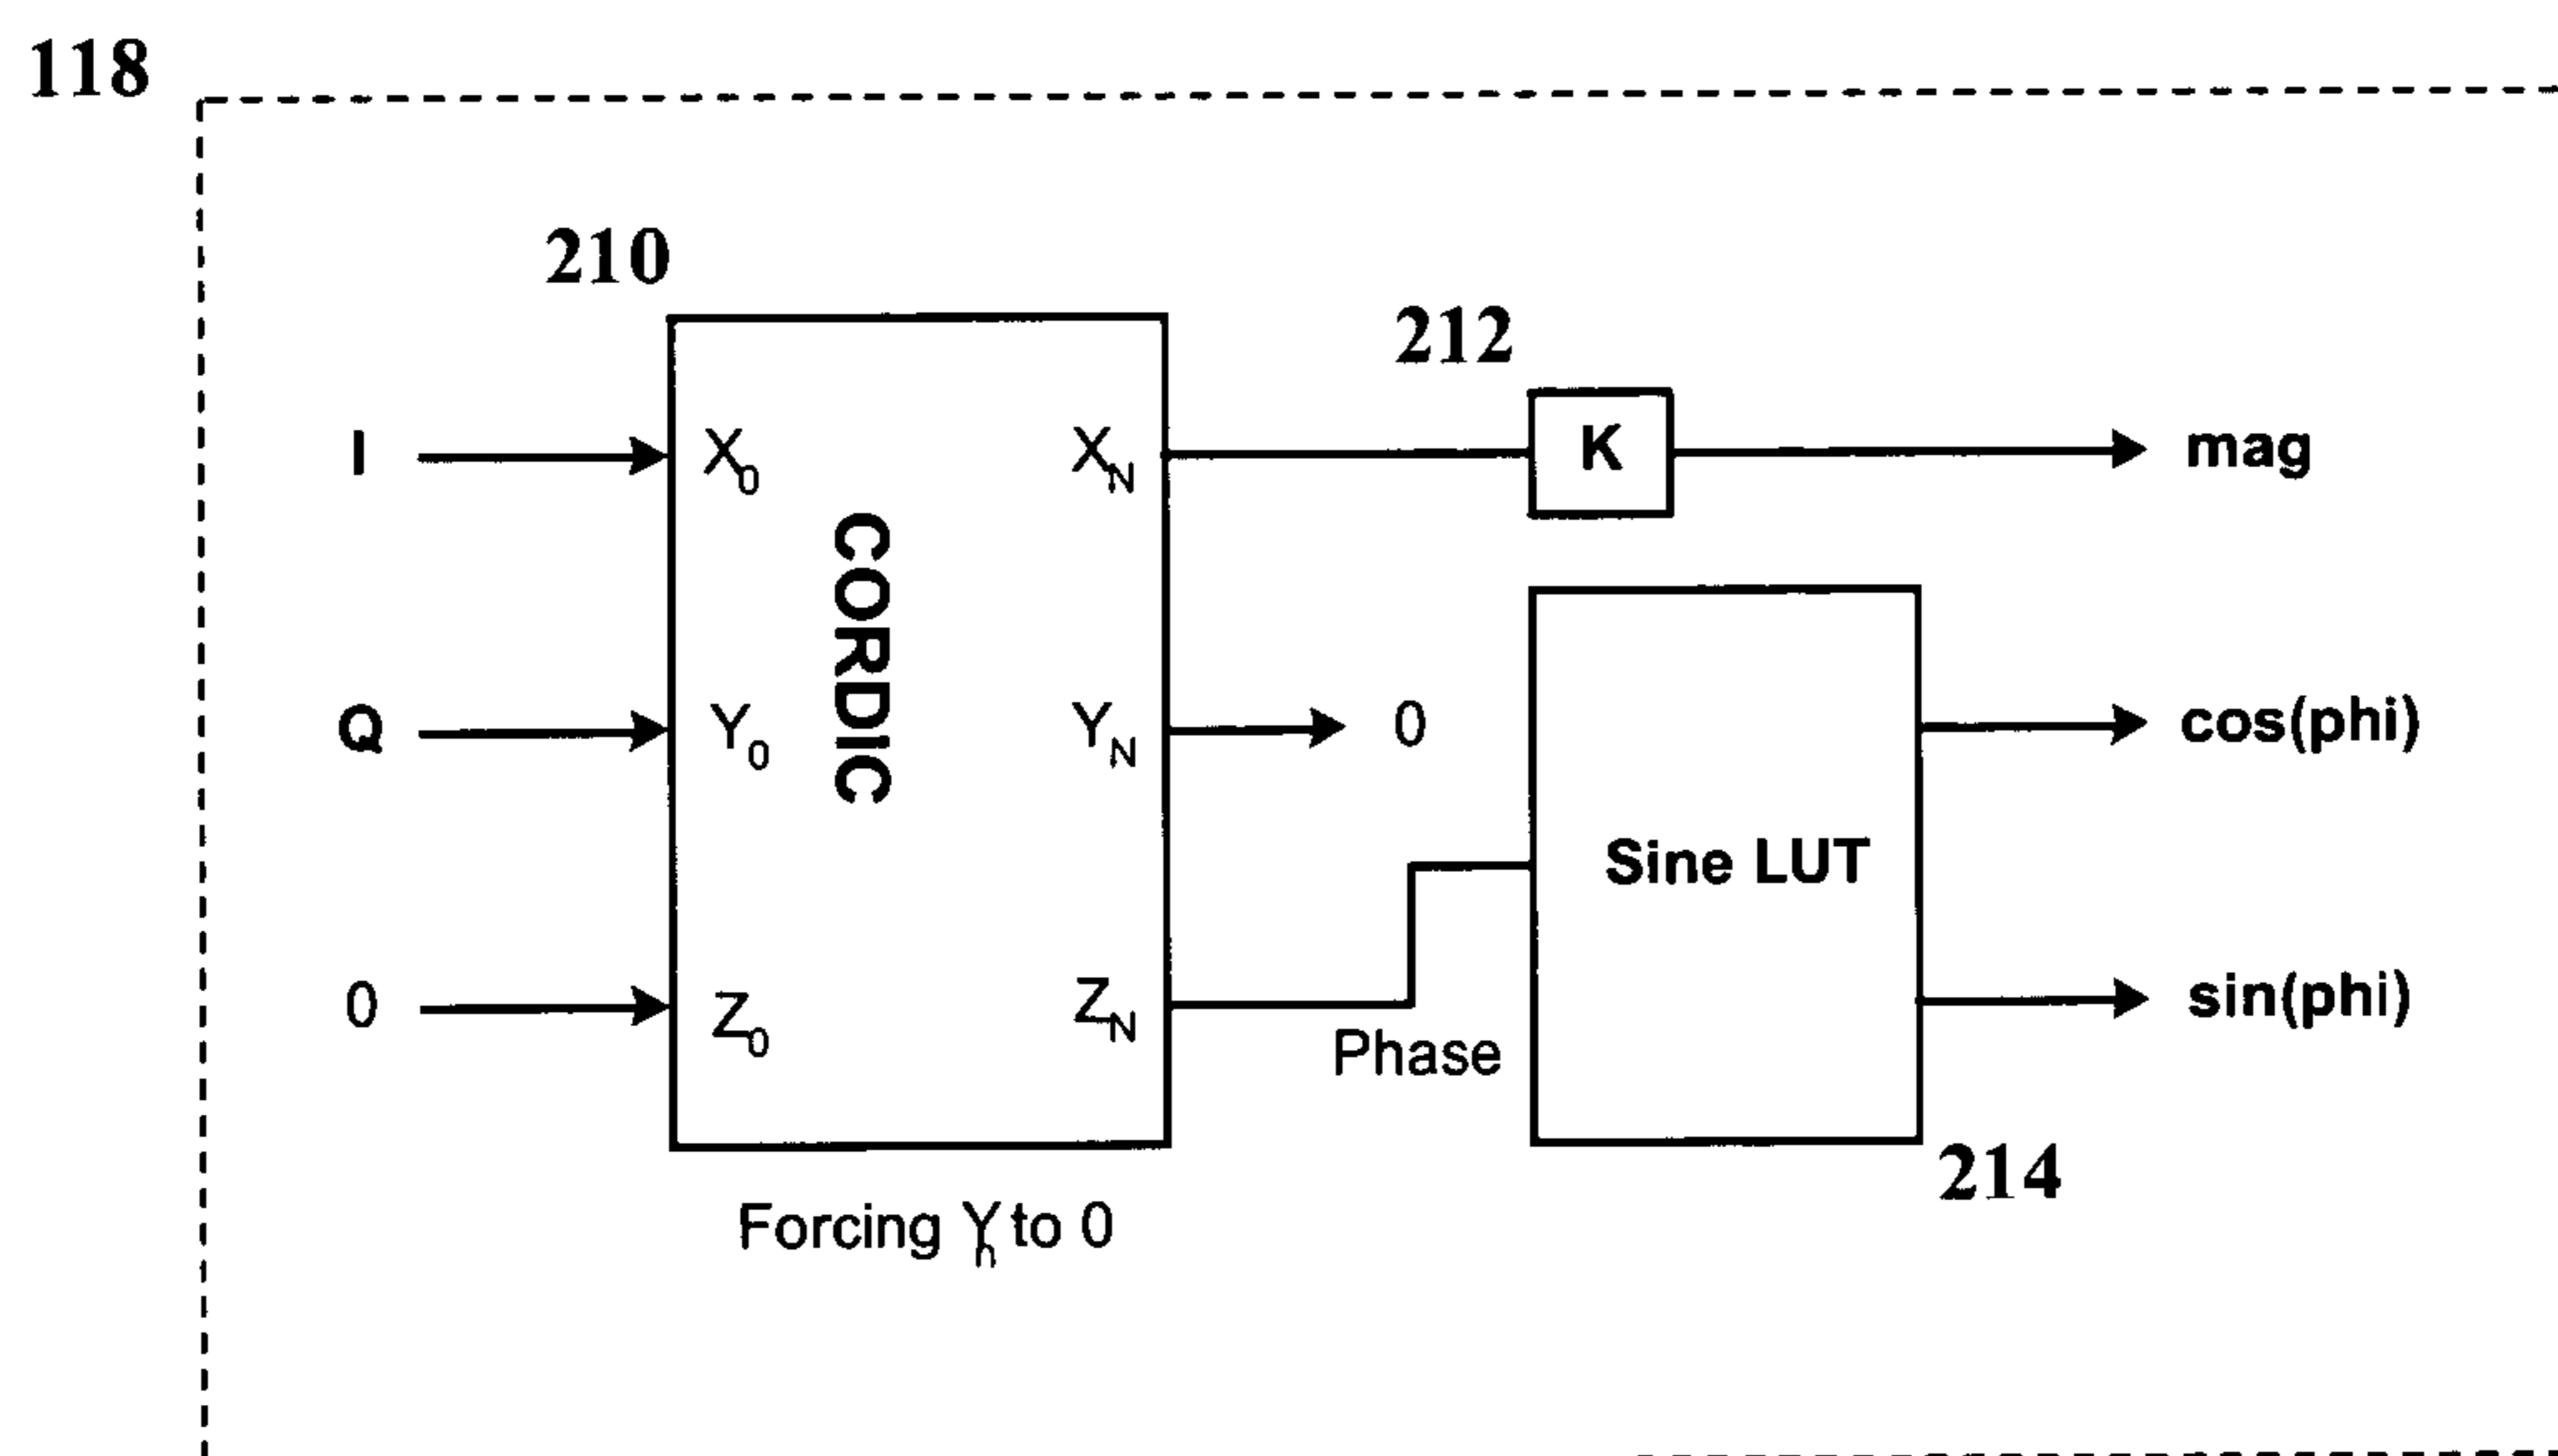 118
210
212
I
X0
XN
K
mag
CORDIC
Q
Y0
YN
0
cos(phi)
Sine LUT
0
Z0
ZN
Phase
sin(phi)
214
Forcing Yn to 0